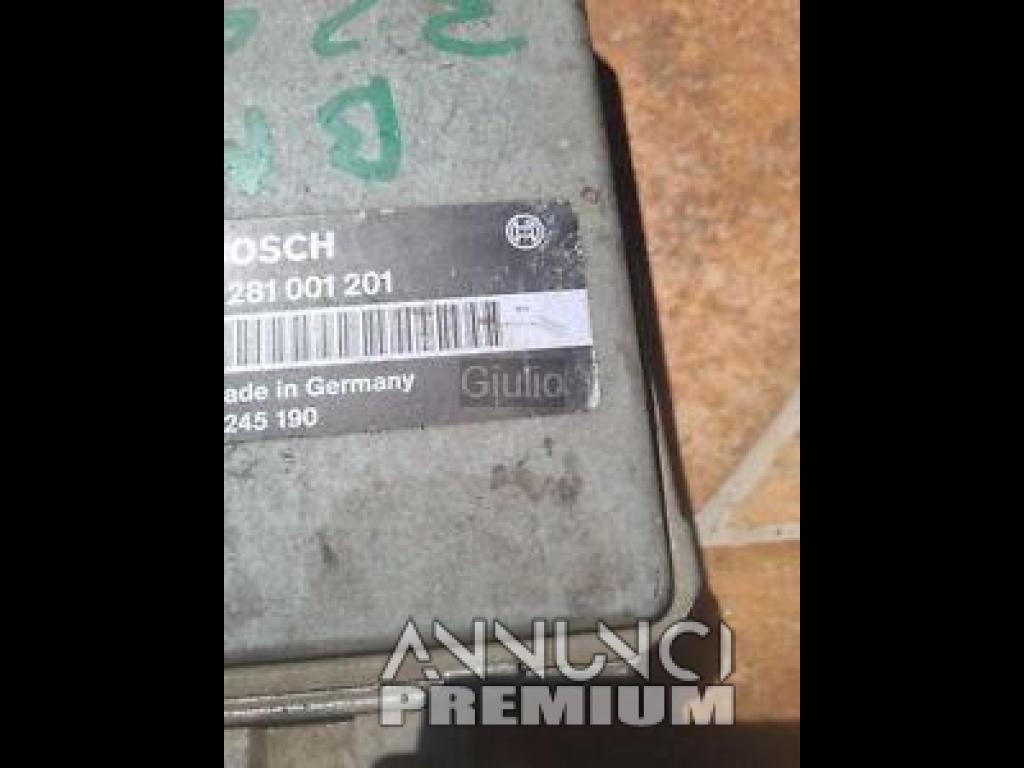 OSCH
281 001 201
ade in Germany
Giulio
245 190
ANNUNCI
PREMIUM